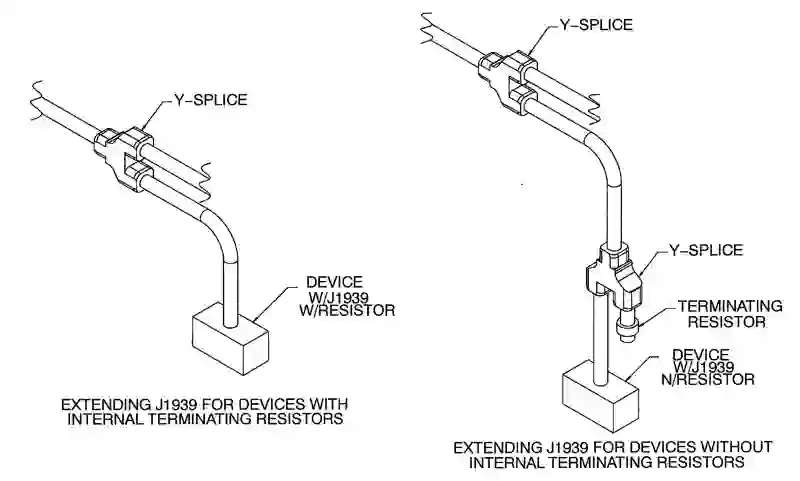 Y-SPLICE
DEVICE
W/J1939
W/RESISTOR
EXTENDING J1939 FOR DEVICES WITH
INTERNAL TERMINATING RESISTORS
Y-SPLICE
Y-SPLICE
TERMINATING
RESISTOR
DEVICE
W/J1939
N/RESISTOR
EXTENDING J1939 FOR DEVICES WITHOUT
INTERNAL TERMINATING RESISTORS